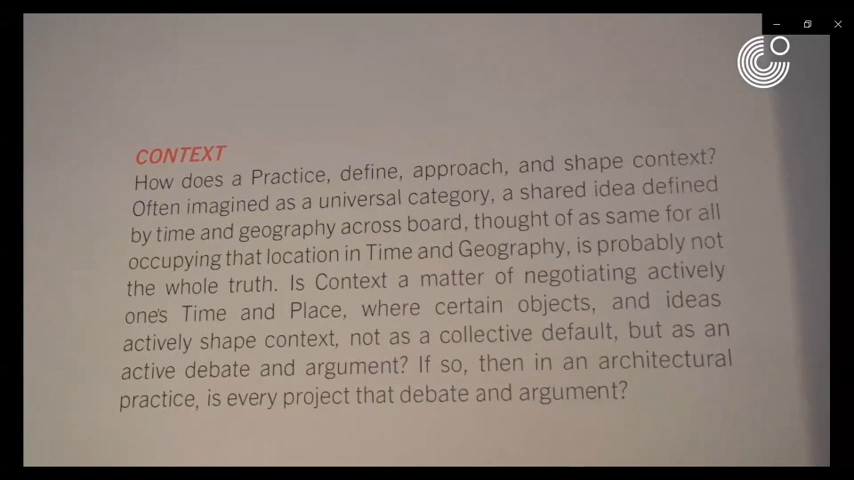 CONTEXT
How does a Practice, define, approach, and shape context?
Often imagined as a universal category, a shared idea defined
by time and geography across board, thought of as same for all
occupying that location in Time and Geography, is probably not
the whole truth. Is Context a matter of negotiating actively
one's Time and Place, where certain objects, and ideas
actively shape context, not as a collective default, but as an
active debate and argument? If so, then in an architectural
practice, is every project that debate and argument?